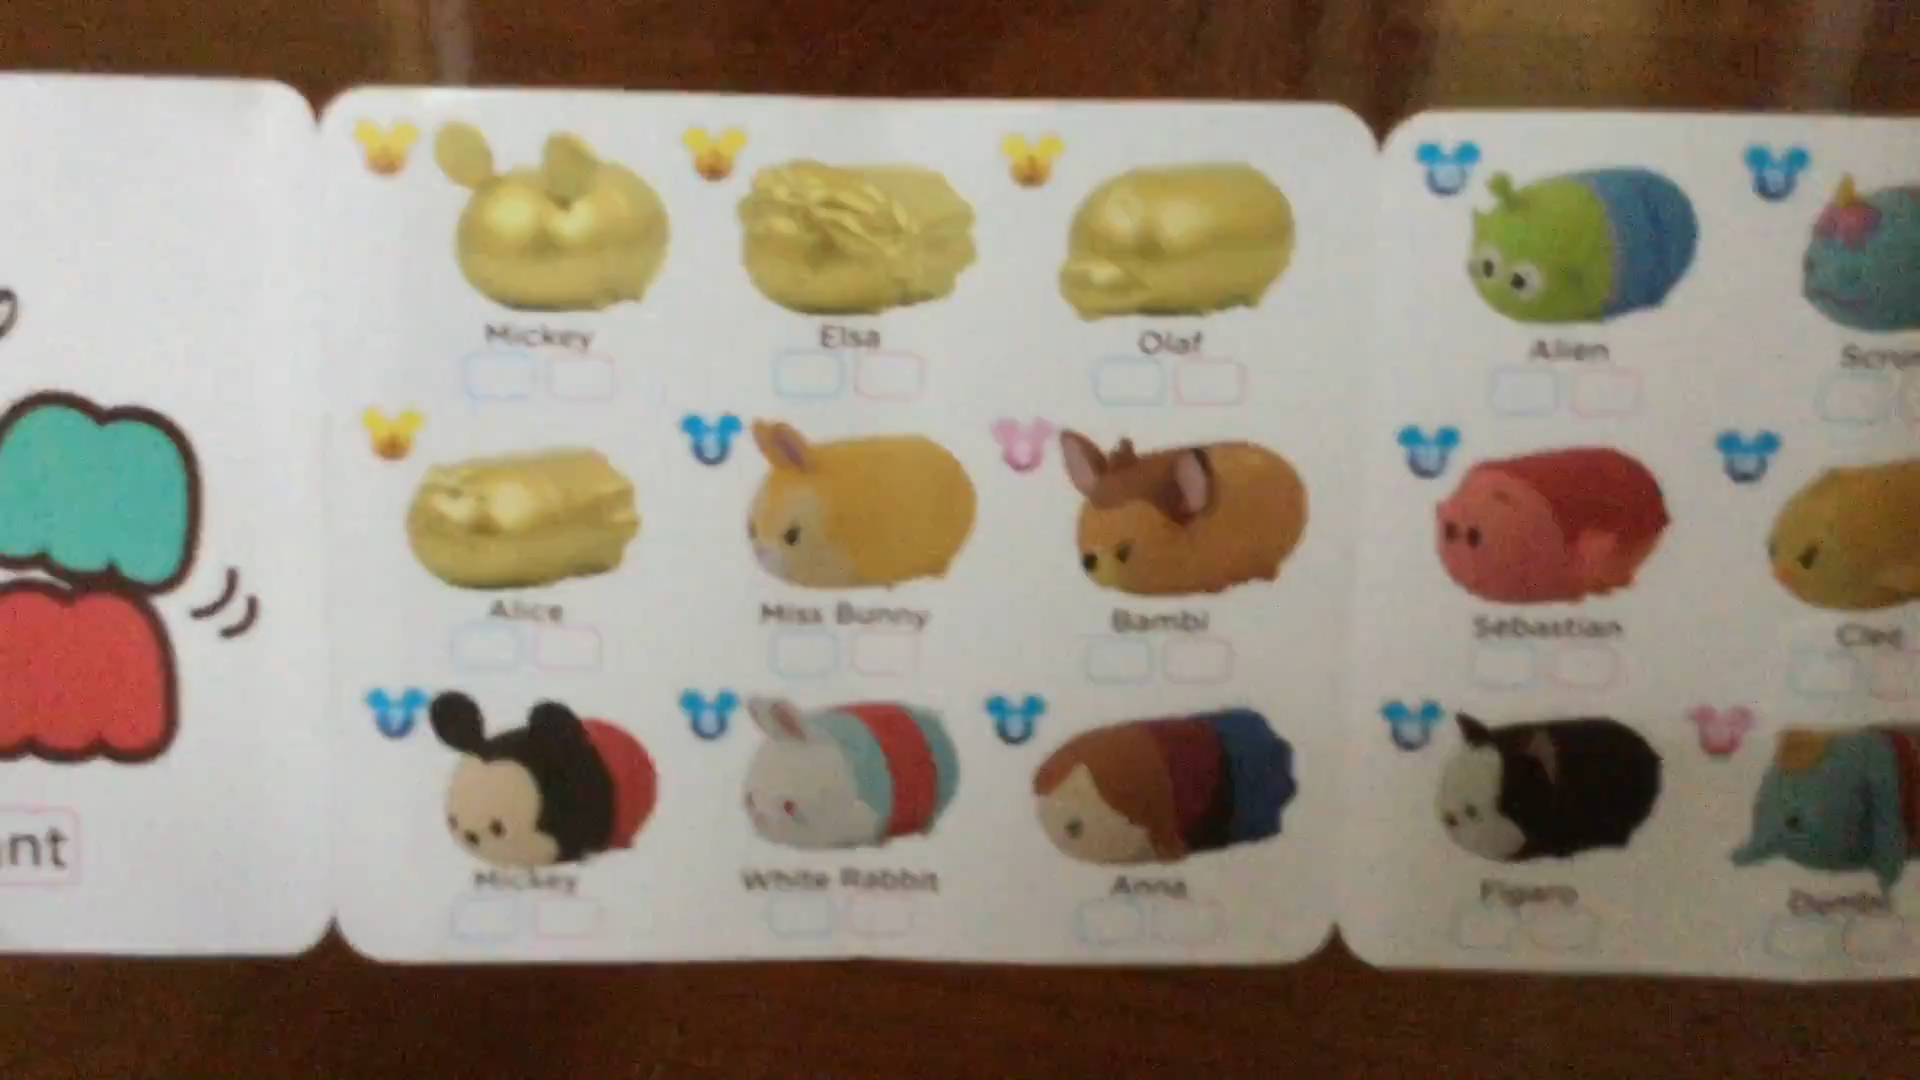 Mickey
Elsa
Olaf
Alien
Alice
Miss Bunny
Bambi
Sebastian
Mickey
White Rabbit
Anna
Figaro
nt